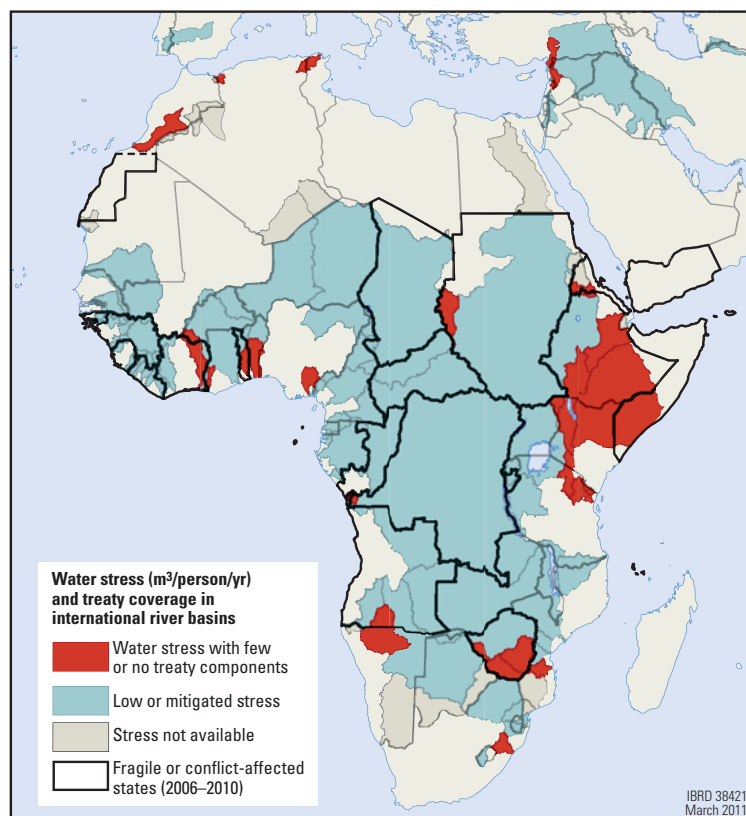 Water stress (m³/person/yr)
and treaty coverage in
international river basins
Water stress with few
or no treaty components
Low or mitigated stress
Stress not available
Fragile or conflict-affected
states (2006–2010)
IBRD 38421
March 2011